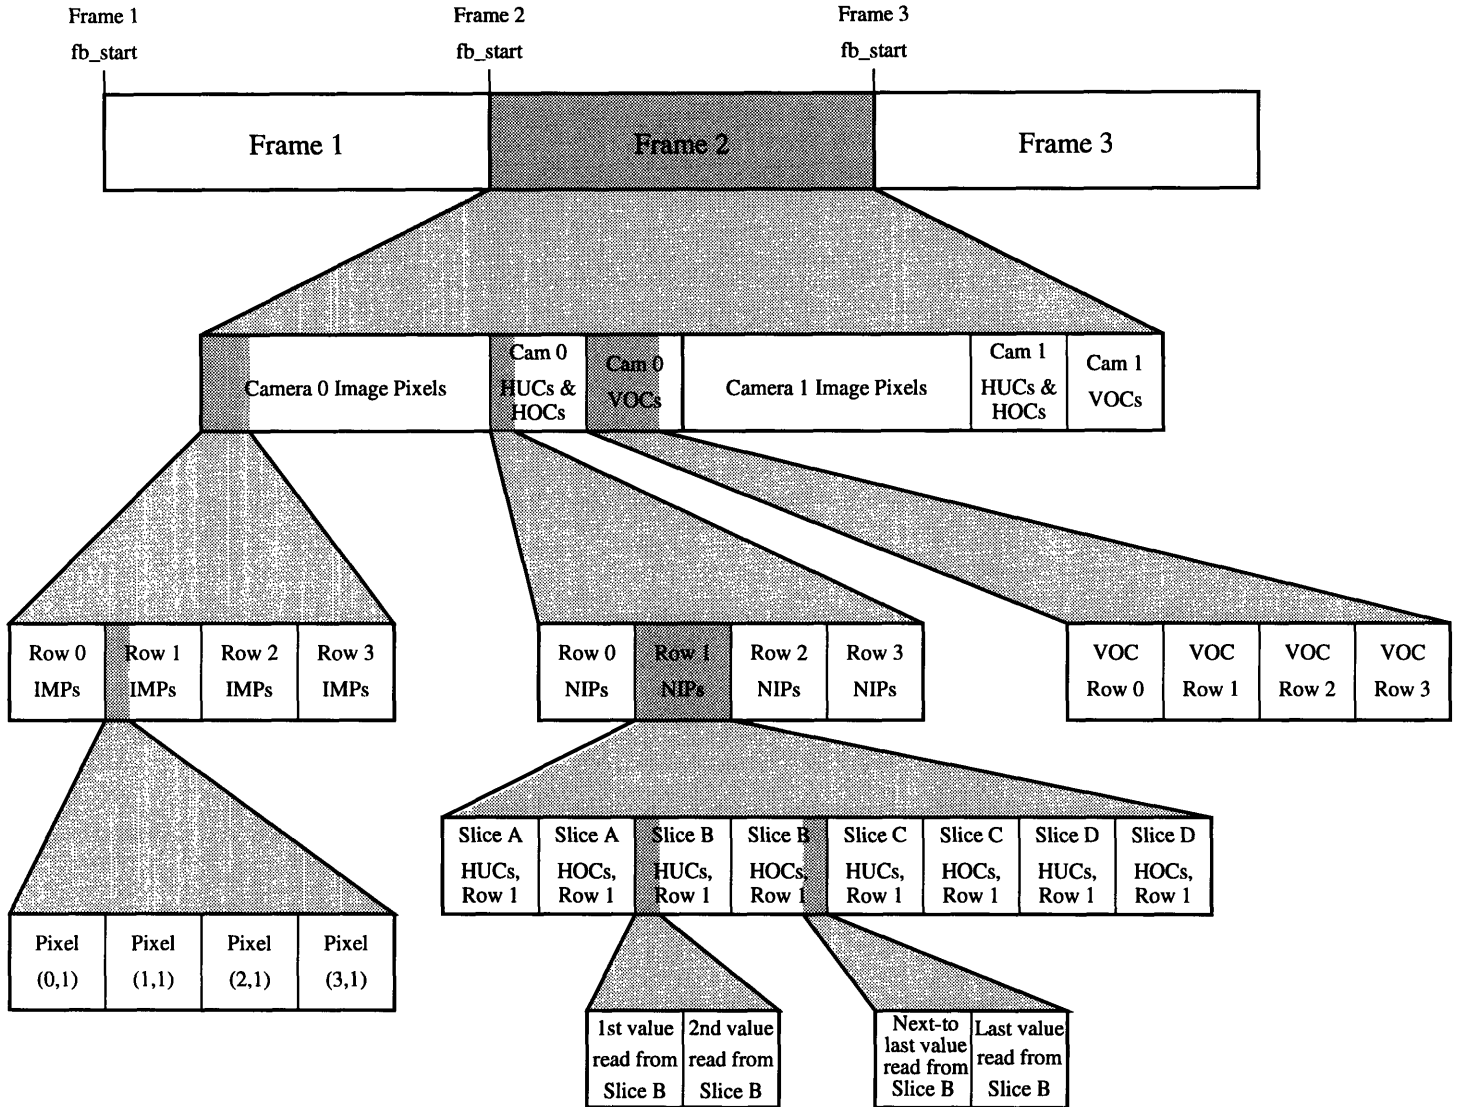 Frame 1
fb_start
Frame 2
fb_start
Frame 3
fb_start
Frame 1
Frame 2
Frame 3
Camera 0 Image Pixels
Cam 0
HUCs &
HOCs
Cam 0
VOCs
Camera 1 Image Pixels
Cam 1
HUCs &
HOCs
Cam 1
VOCs
Row 0
IMPs
Row 1
IMPs
Row 2
IMPs
Row 3
IMPs
Row 0
NIPs
Row 1
NIPs
Row 2
NIPs
Row 3
NIPs
VOC
Row 0
VOC
Row 1
VOC
Row 2
VOC
Row 3
Slice A
HUCs,
Row 1
Slice A
HOCs,
Row 1
Slice B
HUCs,
Row 1
Slice B
HOCs,
Row 1
Slice C
HUCs,
Row 1
Slice C
HOCs,
Row 1
Slice D
HUCs,
Row 1
Slice D
HOCs,
Row 1
Pixel
(0,1)
Pixel
(1,1)
Pixel
(2,1)
Pixel
(3,1)
1st value
read from
Slice B
2nd value
read from
Slice B
Next-to
last value
read from
Slice B
Last value
read from
Slice B